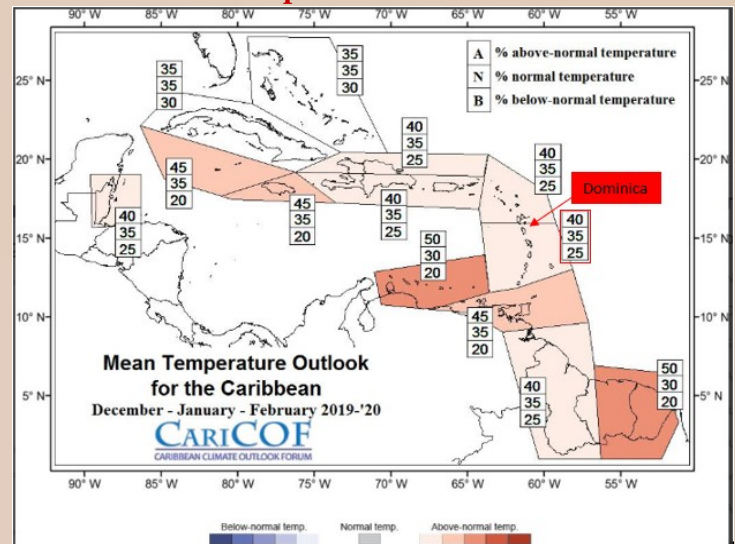 90° W 85° W 80° W 75° W 70° W 65° W 60° W 55° W
A % above-normal temperature
N % normal temperature
B % below-normal temperature
25° N
20° N
15° N
10° N
5° N
25° N
20° N
15° N
10° N
5° N
35
35
30
35
35
30
40
35
25
40
35
25
45
35
20
45
35
20
40
35
25
40
35
25
Dominica
40
35
25
50
30
20
45
35
20
40
35
25
50
30
20
Mean Temperature Outlook
for the Caribbean
December - January - February 2019-'20
CARICOF
CARIBBEAN CLIMATE OUTLOOK FORUM
90° W 85° W 80° W 75° W 70° W 65° W 60° W 55° W
Below-normal temp. Normal temp. Above-normal temp.